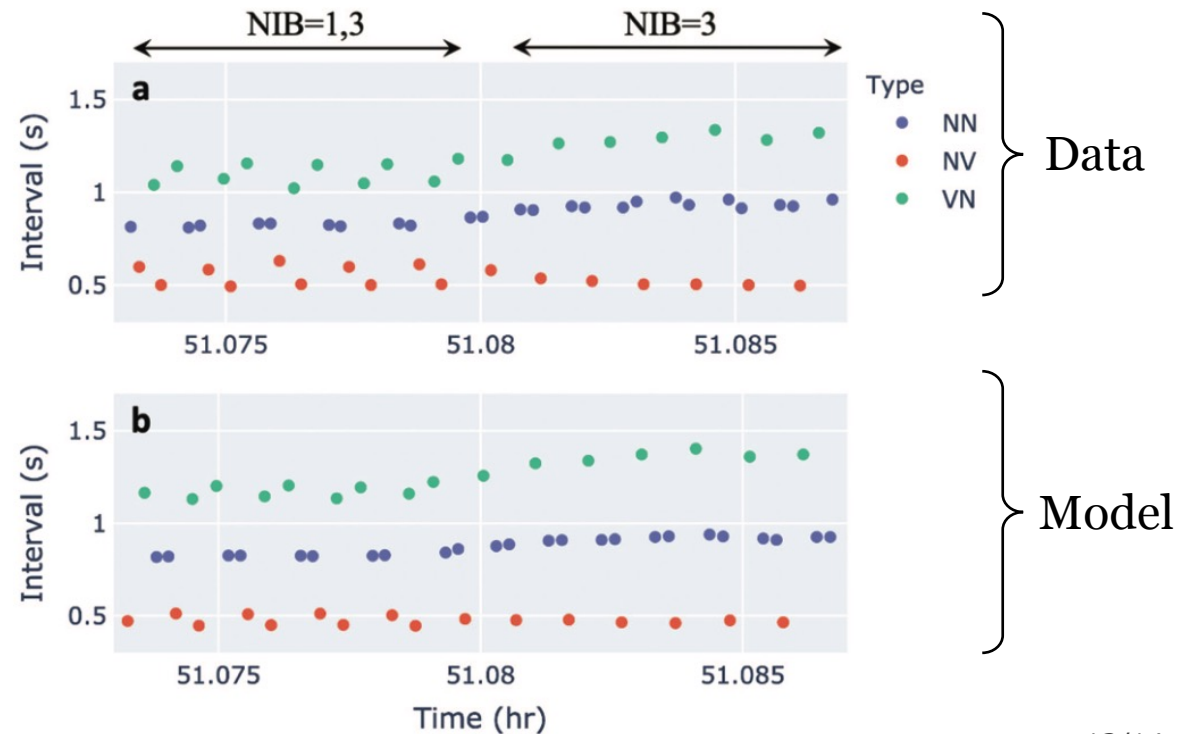 NIB=1,3 NIB=3
a
Interval (s)
1.5
1
0.5
51.075 51.08 51.085
Type
NN
NV
VN
Data
b
Interval (s)
1.5
1
0.5
51.075 51.08 51.085
Time (hr)
Model